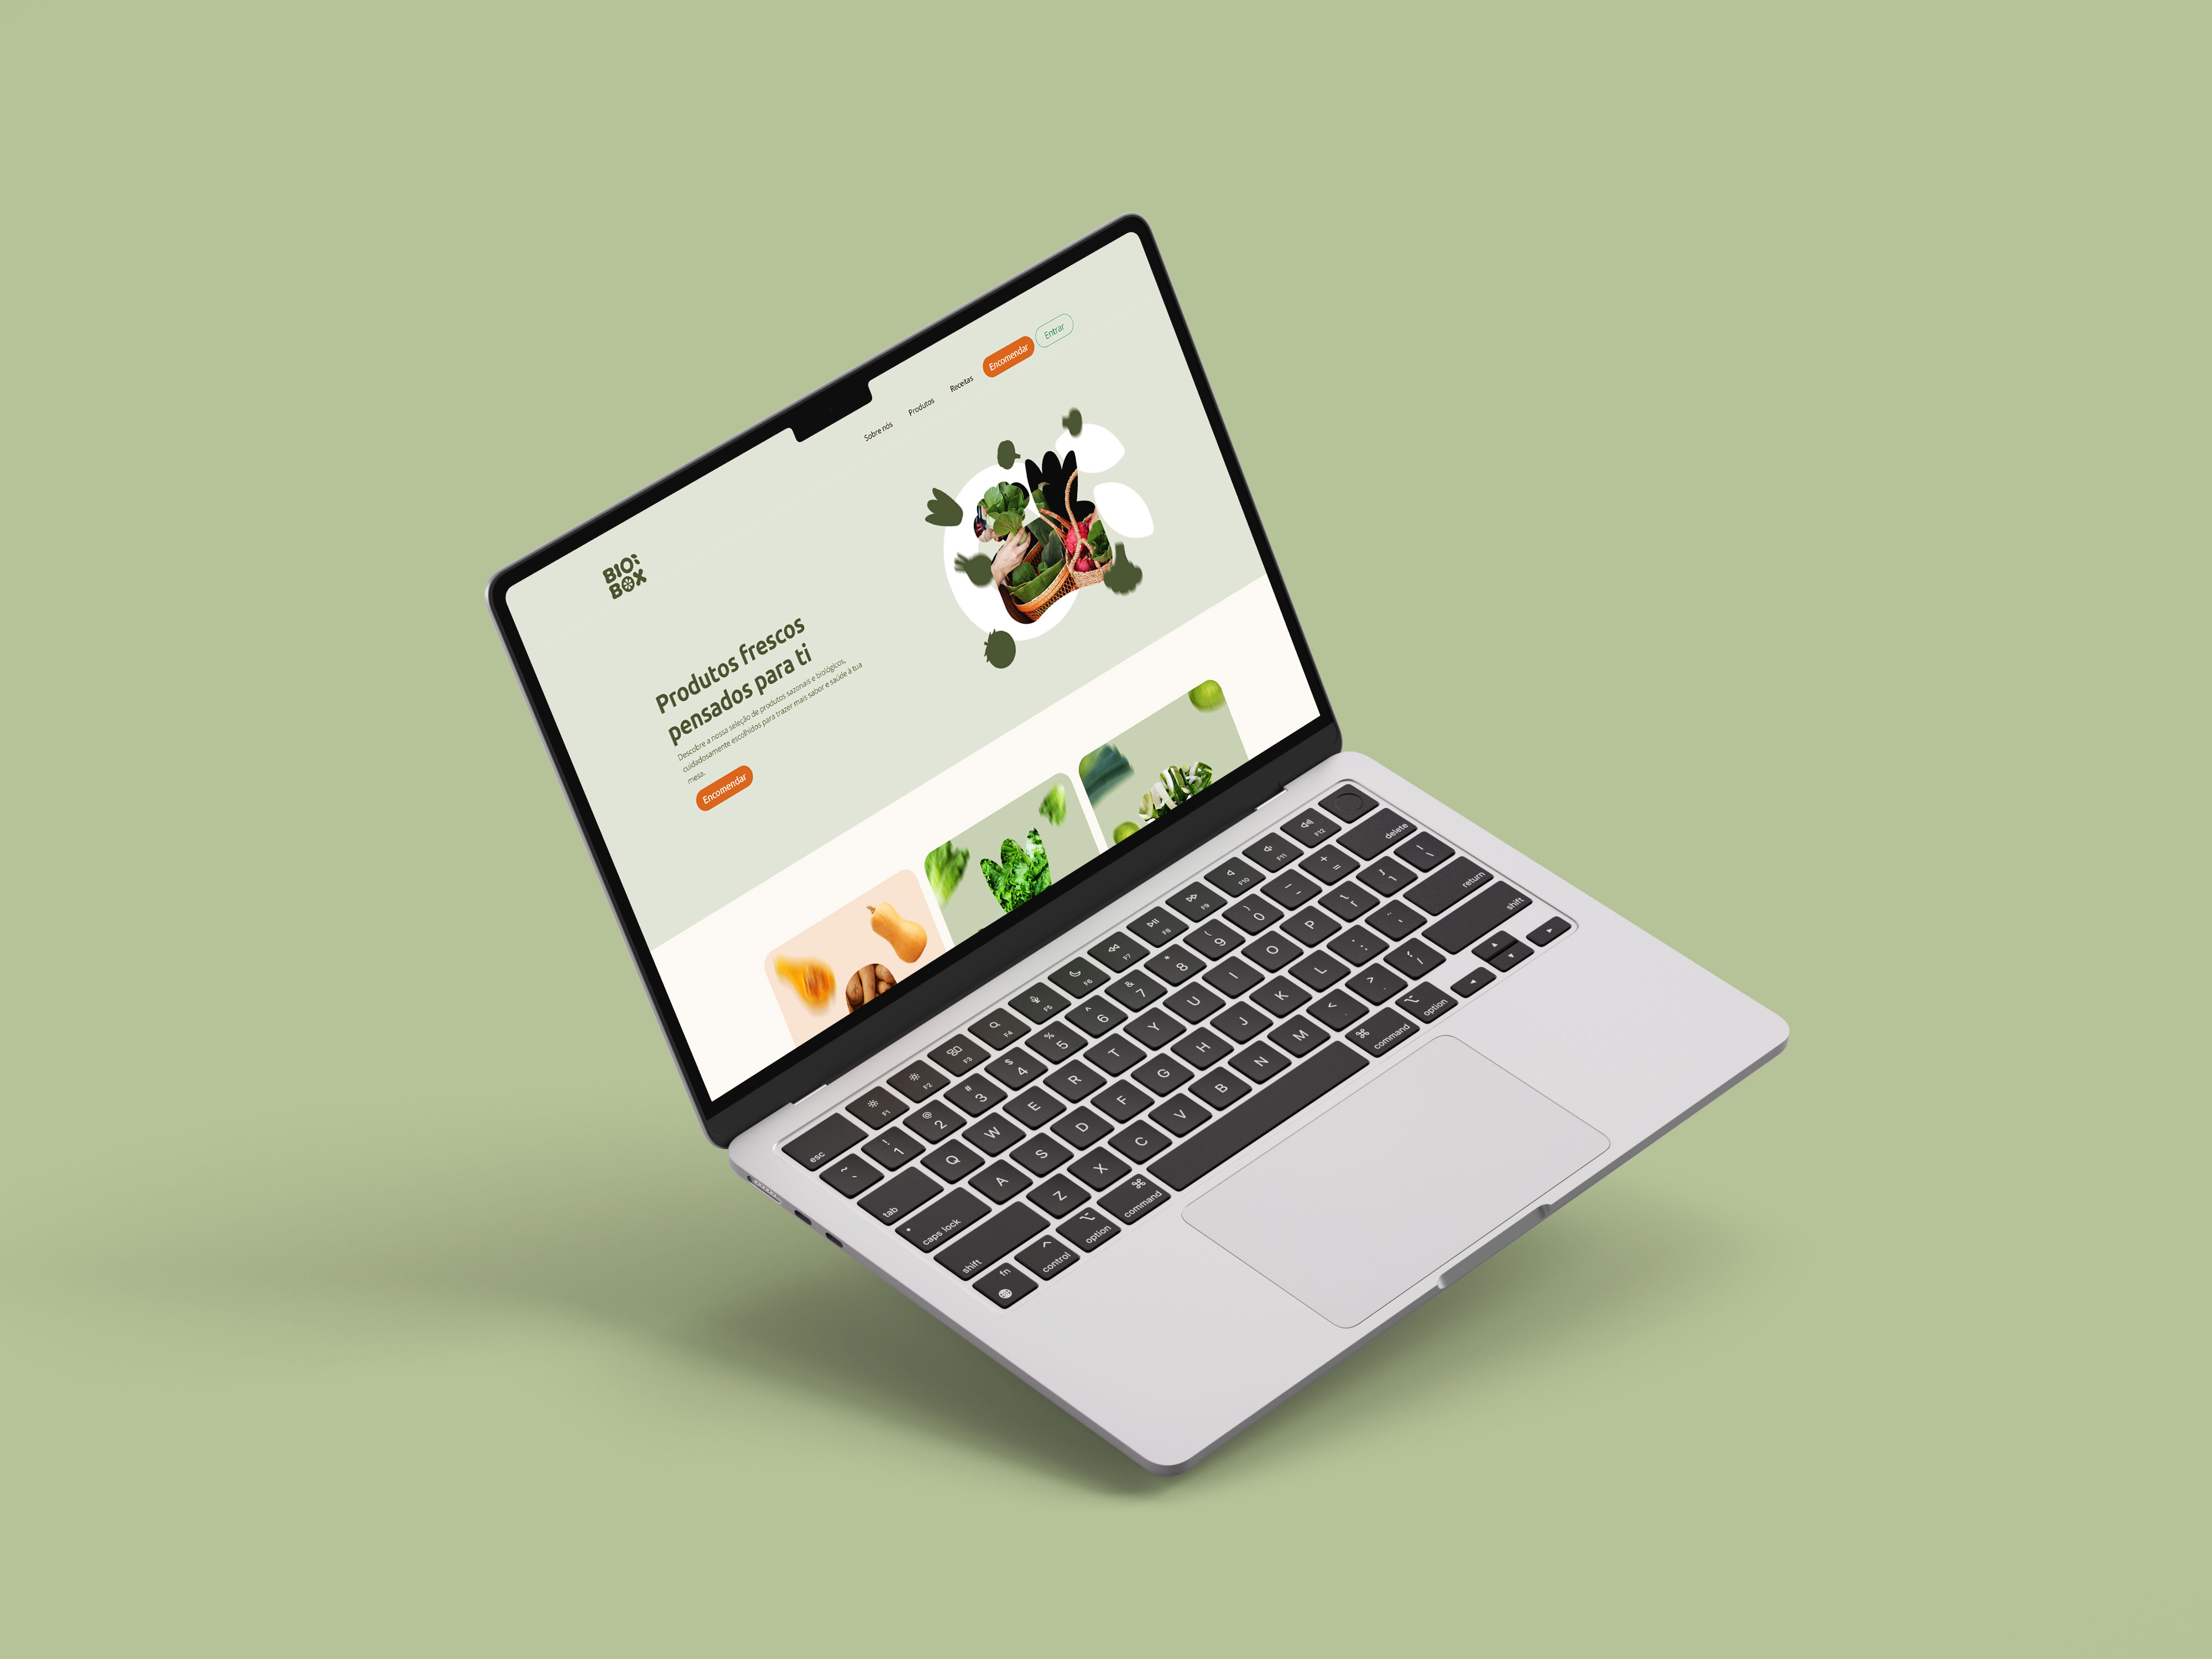 Sobre nós
Produtos
Receitas
Encomendar
Entrar
BIO
BOX
Produtos frescos
pensados para ti
Descobre a nossa seleção de produtos sazonais e biológicos,
cuidadosamente escolhidos para trazer mais sabor e saúde à tua
mesa.
Encomendar
esc
F1
F2
F3
F4
F5
F6
F7
F8
F9
F10
F11
F12
~ `
! 1
@ 2
# 3
$ 4
% 5
^ 6
& 7
* 8
( 9
) 0
_ -
+ =
delete
tab
Q
W
E
R
T
Y
U
I
O
P
{ [
} ]
| \
caps lock
A
S
D
F
G
H
J
K
L
: ;
" '
return
shift
Z
X
C
V
B
N
M
< ,
> .
? /
shift
fn
control
option
command
command
option